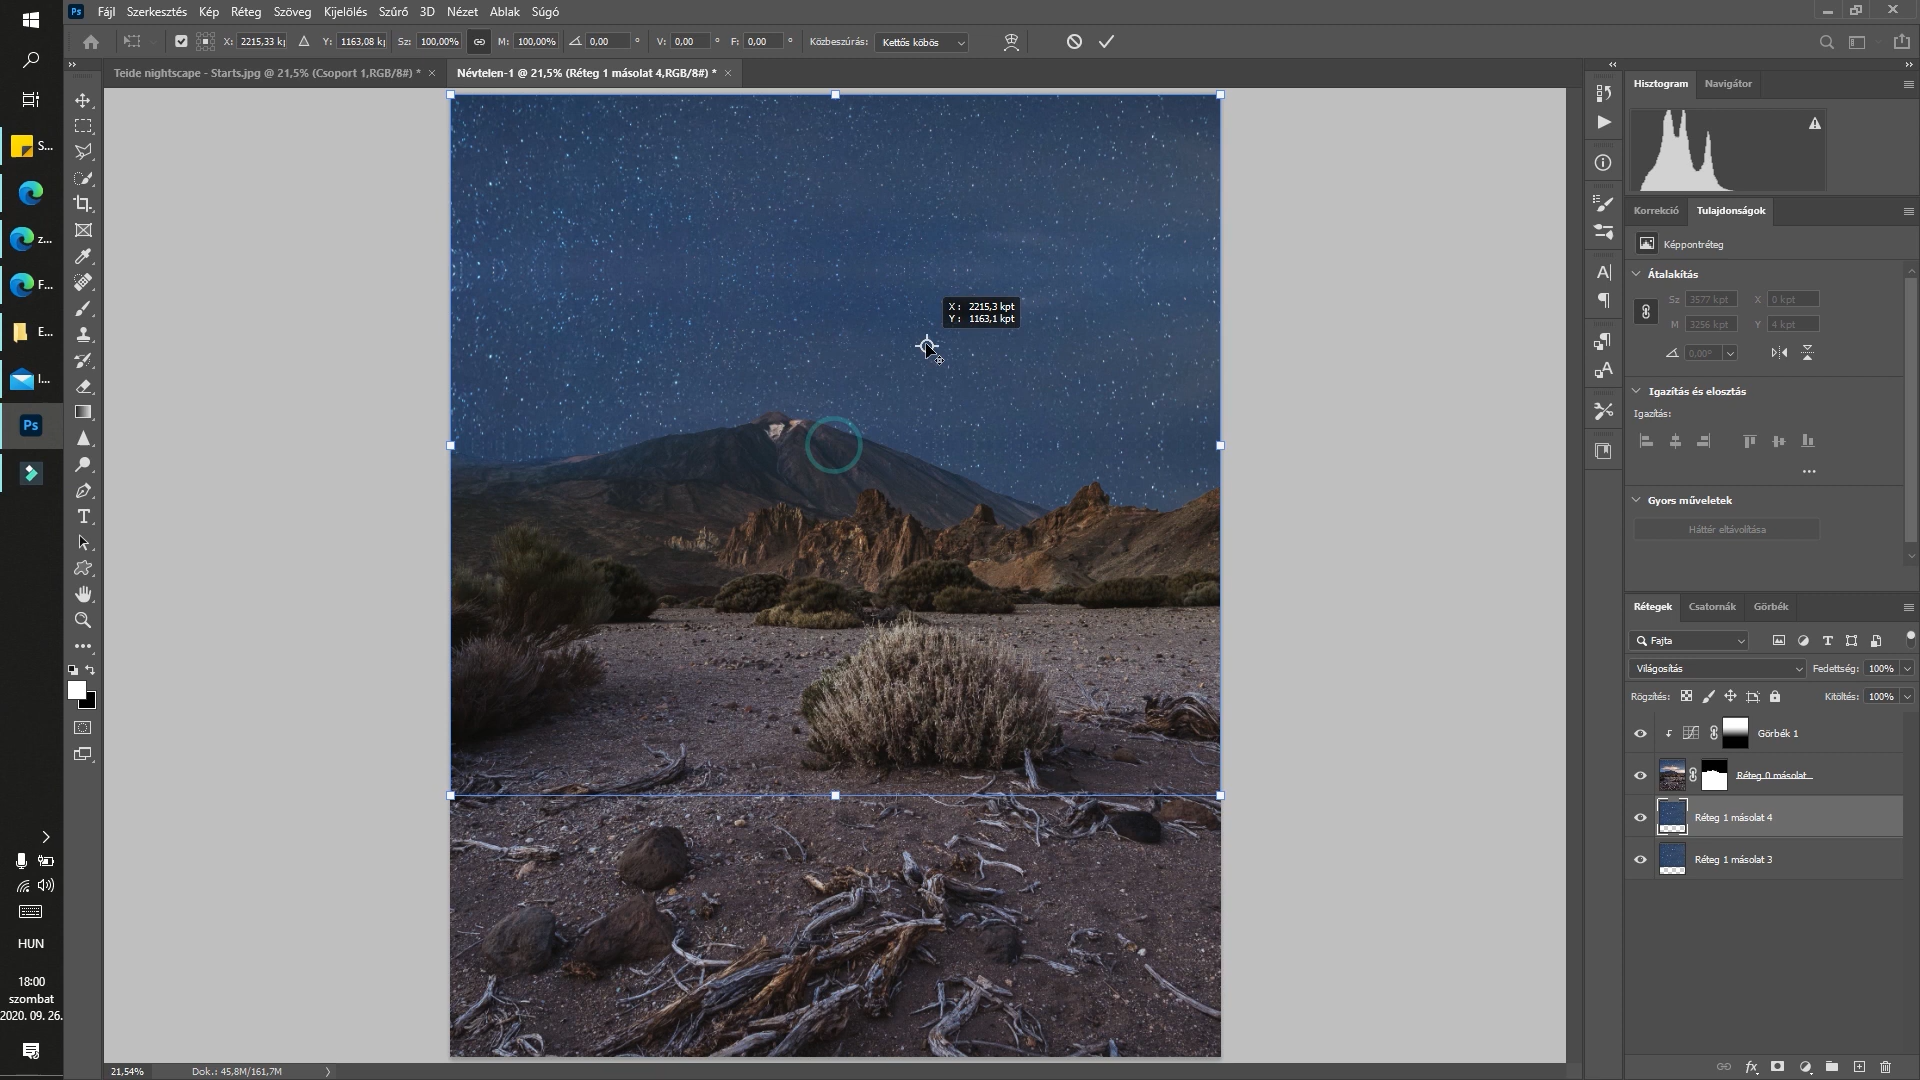 Ps Fájl Szerkesztés Kép Réteg Szöveg Kijelölés Szűrő 3D Nézet Ablak Súgó
X: 2215,33 kp Y: 1163,08 kp Sz: 100,00% M: 100,00% 0,00 ° V: 0,00 ° F: 0,00 ° Közbeszúrás: Kettős köbös
Teide nightscape - Starts.jpg @ 21,5% (Csoport 1,RGB/8#) * × Névtelen-1 @ 21,5% (Réteg 1 másolat 4,RGB/8#) * ×
S...
z...
F...
E...
I...
Ps
HUN
18:00
szombat
2020. 09. 26.
X : 2215,3 kpt
Y : 1163,1 kpt
21,54% Dok.: 45,8M/161,7M
Hisztogram Navigátor
Korrekció Tulajdonságok
Képpontréteg
Átalakítás
Sz 3577 kpt X 0 kpt
M 3256 kpt Y 4 kpt
0,00°
Igazítás és elosztás
Igazítás:
Gyors műveletek
Háttér eltávolítása
Rétegek Csatornák Görbék
Fajta
Világosítás Fedettség: 100%
Rögzítés: Kitöltés: 100%
Görbék 1
Réteg 0 másolat
Réteg 1 másolat 4
Réteg 1 másolat 3
fx